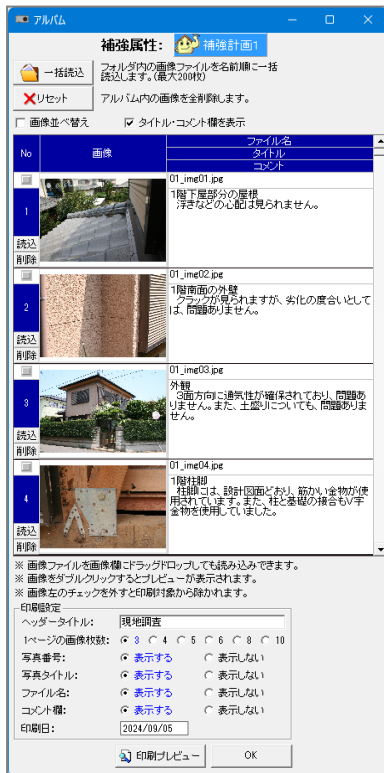 アルバム
補強属性: 補強計画1
一括読込 フォルダ内の画像ファイルを名前順に一括
読込します。(最大200枚)
リセット アルバム内の画像を全削除します。
画像並べ替え タイトル・コメント欄を表示
No 画像 ファイル名
タイトル
コメント
01_img01.jpg
1 1階下屋部分の屋根
浮きなどの心配は見られません。
読込
削除
01_img02.jpg
2 1階南面の外壁
クラックが見られますが、劣化の度合いとして
は、問題ありません。
読込
削除
01_img03.jpg
3 外観
3面方向に通気性が確保されており、問題あ
りません。また、土盛りについても、問題ありま
せん。
読込
削除
01_img04.jpg
4 1階柱脚
柱脚には、設計図面どおり、筋かい金物が使
用されています。また、柱と基礎の接合もV字
金物を使用していました。
読込
削除
※ 画像ファイルを画像欄にドラッグドロップしても読み込みできます。
※ 画像をダブルクリックするとプレビューが表示されます。
※ 画像左のチェックを外すと印刷対象から除かれます。
印刷設定
ヘッダータイトル: 現地調査
1ページの画像枚数: 3 4 5 6 8 10
写真番号: 表示する 表示しない
写真タイトル: 表示する 表示しない
ファイル名: 表示する 表示しない
コメント欄: 表示する 表示しない
印刷日: 2024/09/05
印刷プレビュー OK